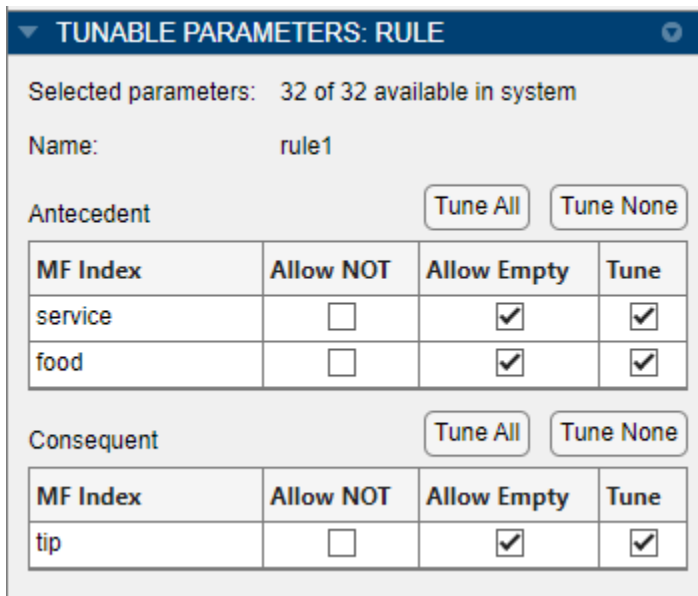 TUNABLE PARAMETERS: RULE
Selected parameters: 32 of 32 available in system
Name: rule1
Antecedent Tune All Tune None
MF Index Allow NOT Allow Empty Tune
service
food
Consequent Tune All Tune None
MF Index Allow NOT Allow Empty Tune
tip